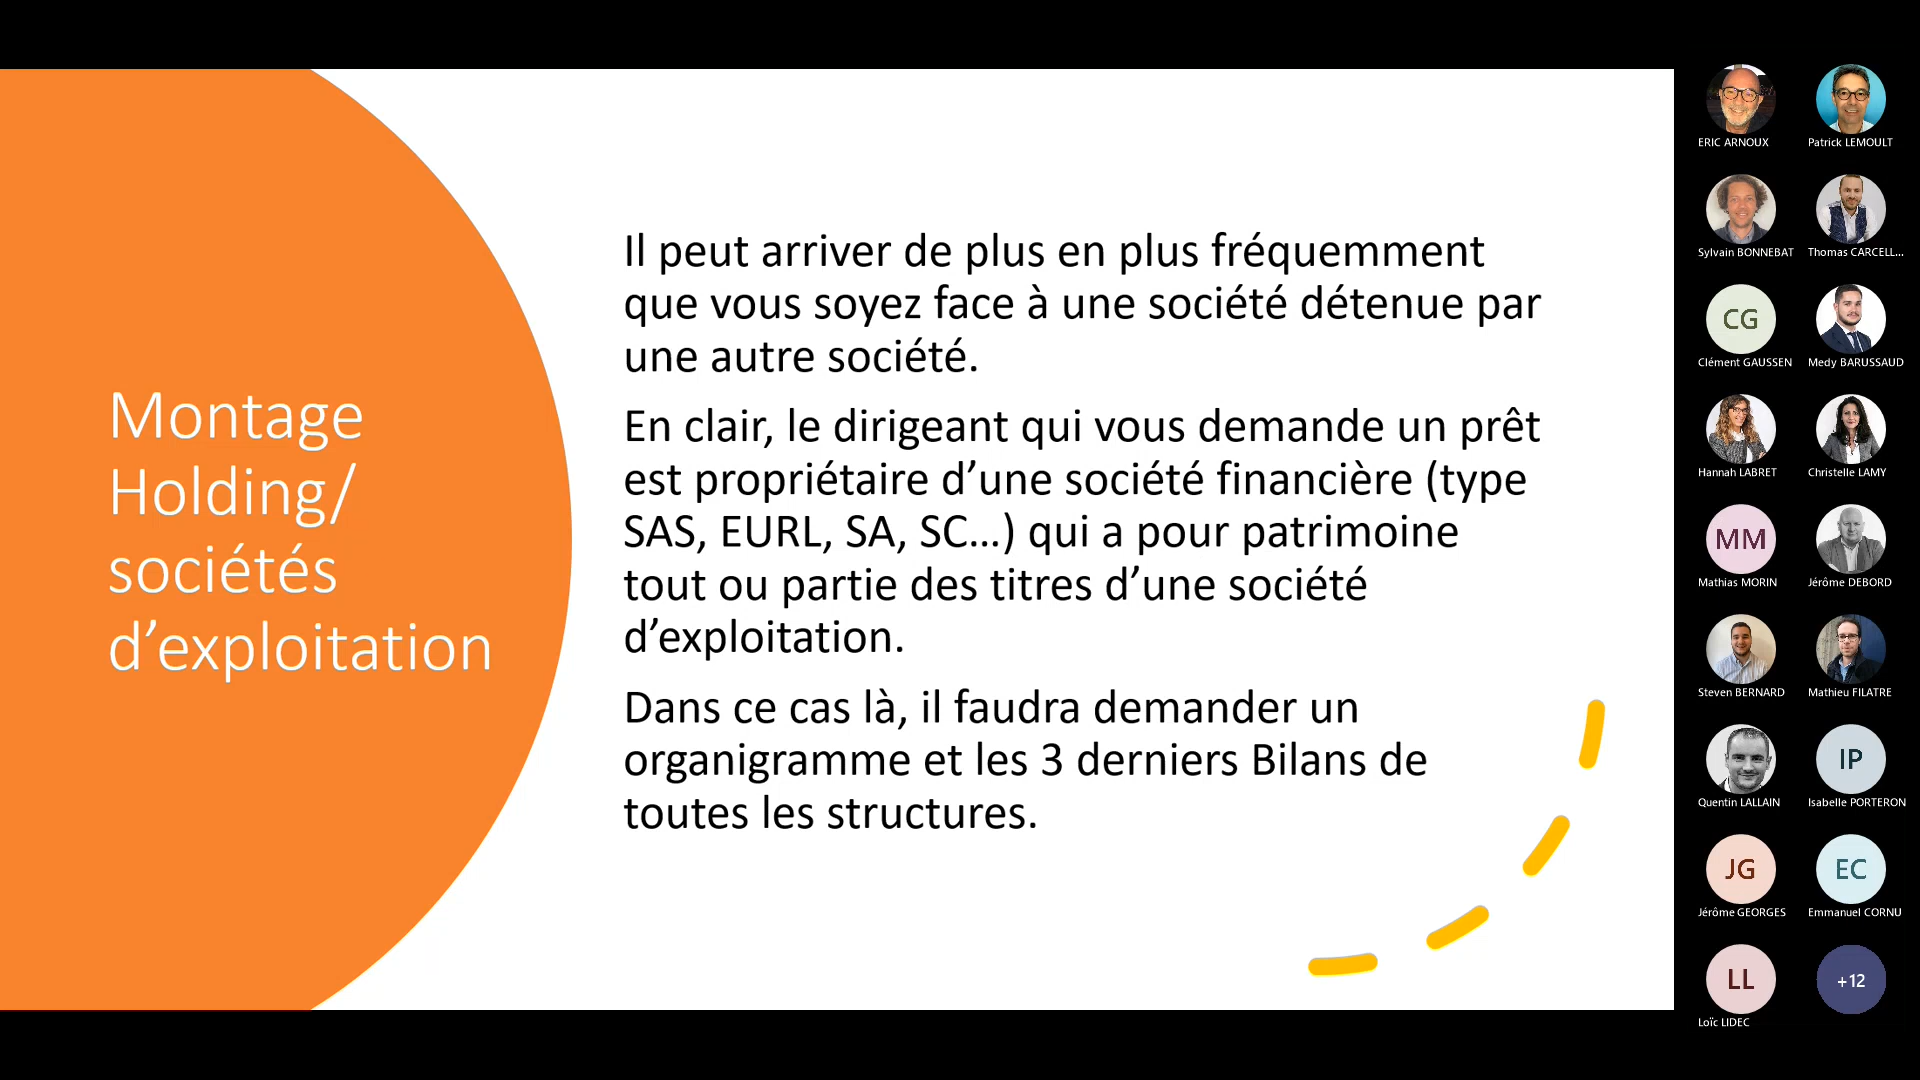 Montage
Holding/
sociétés
d’exploitation
Il peut arriver de plus en plus fréquemment
que vous soyez face à une société détenue par
une autre société.
En clair, le dirigeant qui vous demande un prêt
est propriétaire d’une société financière (type
SAS, EURL, SA, SC…) qui a pour patrimoine
tout ou partie des titres d’une société
d’exploitation.
Dans ce cas là, il faudra demander un
organigramme et les 3 derniers Bilans de
toutes les structures.
ERIC ARNOUX
Patrick LEMOULT
Sylvain BONNEBAT
Thomas CARCELL...
CG
Clément GAUSSEN
Medy BARUSSAUD
Hannah LABRET
Christelle LAMY
MM
Mathias MORIN
Jérôme DEBORD
Steven BERNARD
Mathieu FILATRE
Quentin LALLAIN
IP
Isabelle PORTERON
JG
Jérôme GEORGES
EC
Emmanuel CORNU
LL
Loïc LIDEC
+12